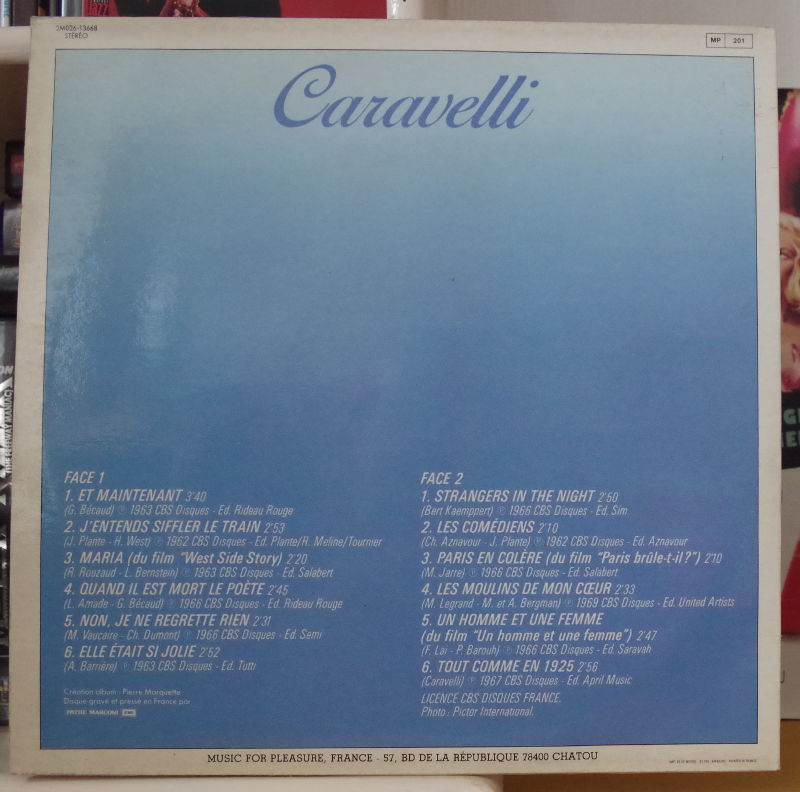 2M026-13668
STÉRÉO
MP 201
Caravelli
FACE 1
1. ET MAINTENANT 3'40
(G. Bécaud) ℗ 1963 CBS Disques - Ed. Rideau Rouge
2. J'ENTENDS SIFFLER LE TRAIN 2'53
(J. Plante - H. West) ℗ 1962 CBS Disques - Ed. Plante/R. Meline/Tournier
3. MARIA (du film "West Side Story) 2'20
(R. Rouzaud - L. Bernstein) ℗ 1963 CBS Disques - Ed. Salabert
4. QUAND IL EST MORT LE POÈTE 2'45
(L. Amade - G. Bécaud) ℗ 1966 CBS Disques - Ed. Rideau Rouge
5. NON, JE NE REGRETTE RIEN 2'31
(M. Vaucaire - Ch. Dumont) ℗ 1966 CBS Disques - Ed. Semi
6. ELLE ÉTAIT SI JOLIE 2'52
(A. Barrière) ℗ 1963 CBS Disques - Ed. Tutti
Création album : Pierre Marquette
Disque gravé et pressé en France par
PATHE MARCONI EMI
FACE 2
1. STRANGERS IN THE NIGHT 2'50
(Bert Kaempfert) ℗ 1966 CBS Disques - Ed. Sim
2. LES COMÉDIENS 2'10
(Ch. Aznavour - J. Plante) ℗ 1962 CBS Disques - Ed. Aznavour
3. PARIS EN COLÈRE (du film "Paris brûle-t-il?") 2'10
(M. Jarre) ℗ 1966 CBS Disques - Ed. Salabert
4. LES MOULINS DE MON CŒUR 2'33
(M. Legrand - M. et A. Bergman) ℗ 1969 CBS Disques - Ed. United Artists
5. UN HOMME ET UNE FEMME
(du film "Un homme et une femme") 2'47
(F. Lai - P. Barouh) ℗ 1966 CBS Disques - Ed. Saravah
6. TOUT COMME EN 1925 2'56
(Caravelli) ℗ 1967 CBS Disques - Ed. April Music
LICENCE CBS DISQUES FRANCE.
Photo : Pictor International.
MUSIC FOR PLEASURE, FRANCE - 57, BD DE LA RÉPUBLIQUE 78400 CHATOU